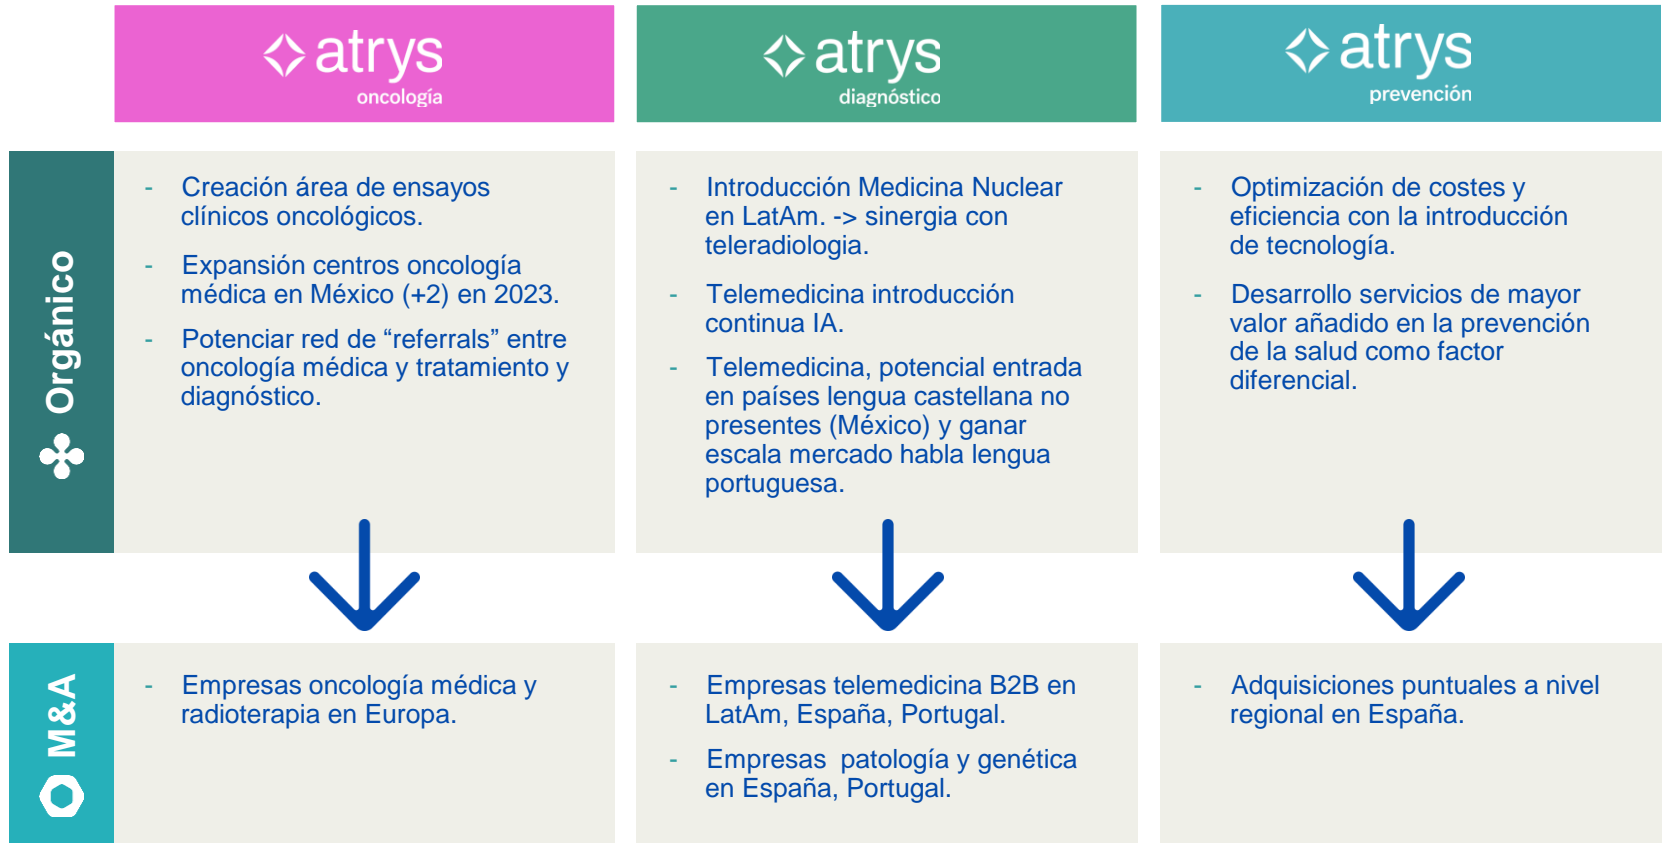 atrys
oncología
atrys
diagnóstico
atrys
prevención
Orgánico
- Creación área de ensayos
clínicos oncológicos.
- Expansión centros oncología
médica en México (+2) en 2023.
- Potenciar red de “referrals” entre
oncología médica y tratamiento y
diagnóstico.
- Introducción Medicina Nuclear
en LatAm. -> sinergia con
teleradiologia.
- Telemedicina introducción
continua IA.
- Telemedicina, potencial entrada
en países lengua castellana no
presentes (México) y ganar
escala mercado habla lengua
portuguesa.
- Optimización de costes y
eficiencia con la introducción
de tecnología.
- Desarrollo servicios de mayor
valor añadido en la prevención
de la salud como factor
diferencial.
M&A
- Empresas oncología médica y
radioterapia en Europa.
- Empresas telemedicina B2B en
LatAm, España, Portugal.
- Empresas patología y genética
en España, Portugal.
- Adquisiciones puntuales a nivel
regional en España.